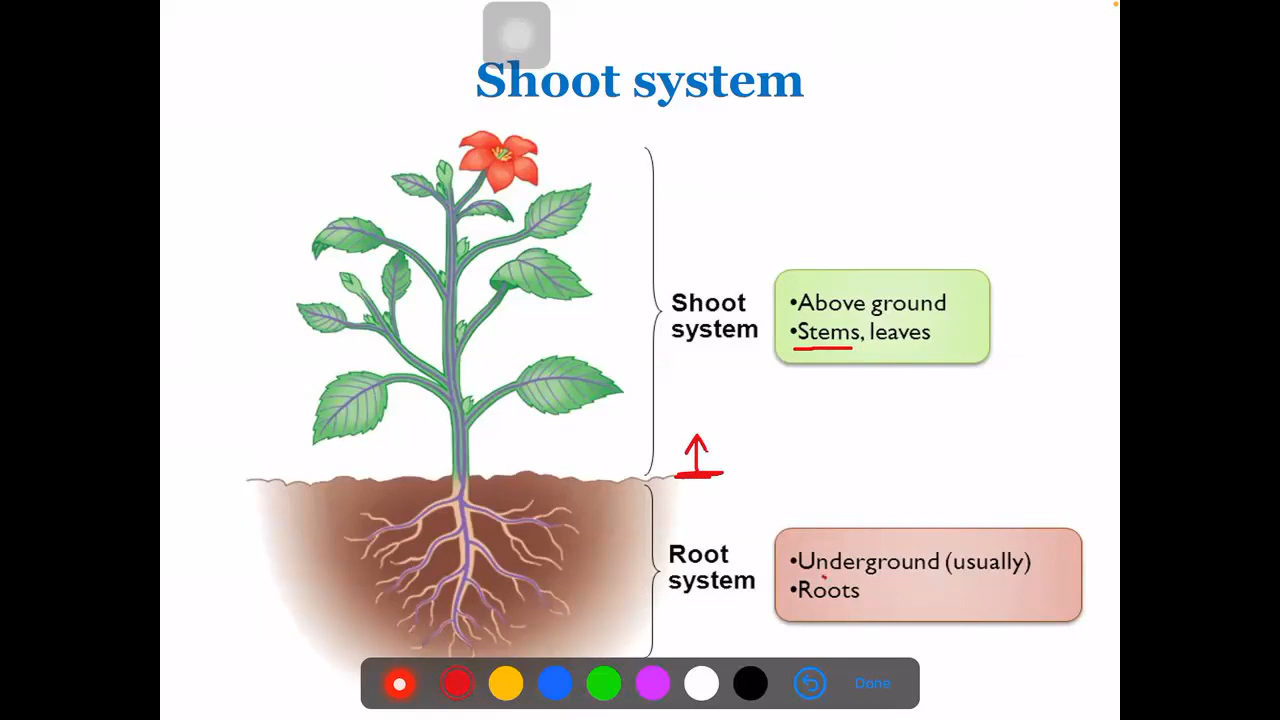 Shoot system
Shoot
system
•Above ground
•Stems, leaves
Root
system
•Underground (usually)
•Roots
Done